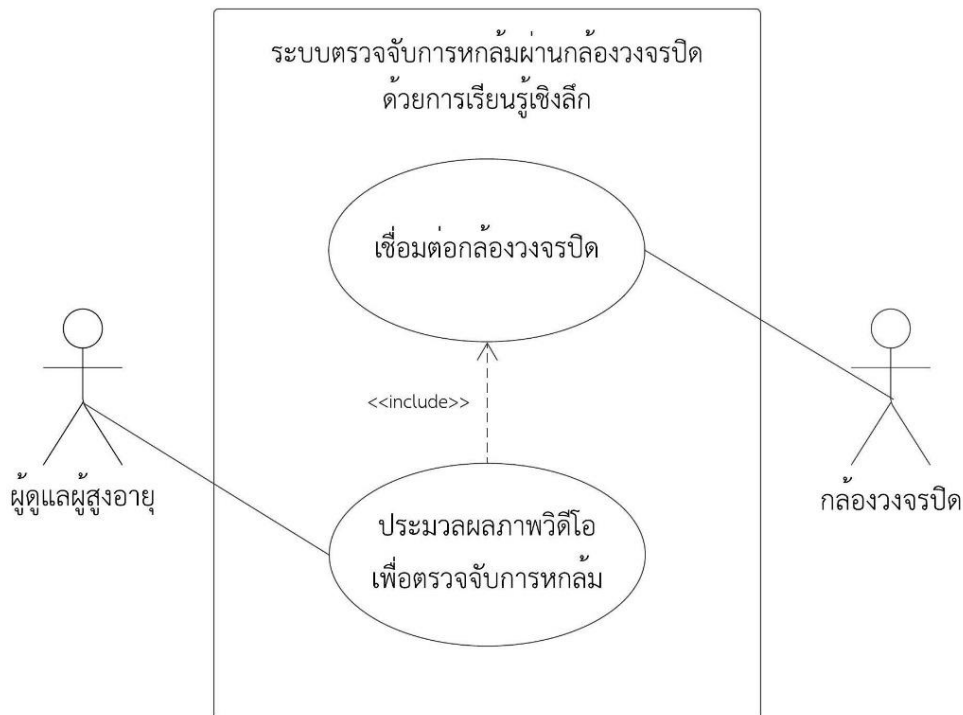 ระบบตรวจจับการหกล้มผ่านกล้องวงจรปิด
ด้วยการเรียนรู้เชิงลึก
เชื่อมต่อกล้องวงจรปิด
<<include>>
ผู้ดูแลผู้สูงอายุ
กล้องวงจรปิด
ประมวลผลภาพวิดีโอ
เพื่อตรวจจับการหกล้ม